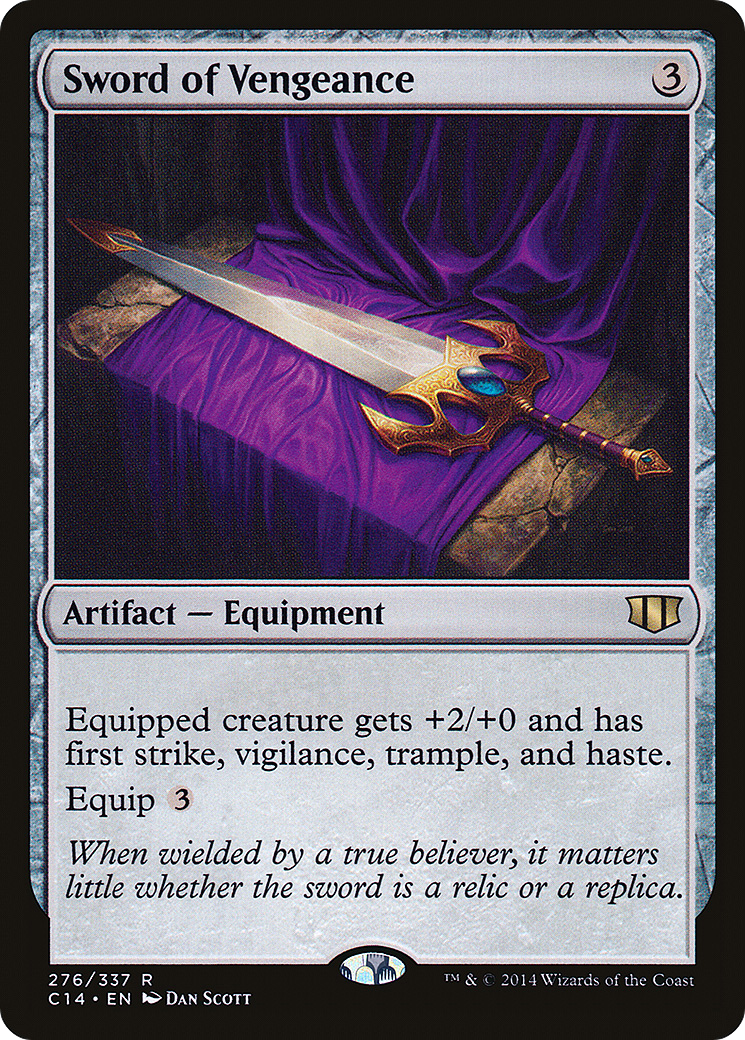 Sword of Vengeance 3
Artifact — Equipment
Equipped creature gets +2/+0 and has
first strike, vigilance, trample, and haste.
Equip 3
When wielded by a true believer, it matters
little whether the sword is a relic or a replica.
276/337 R
™ & © 2014 Wizards of the Coast
C14 • EN Dan Scott